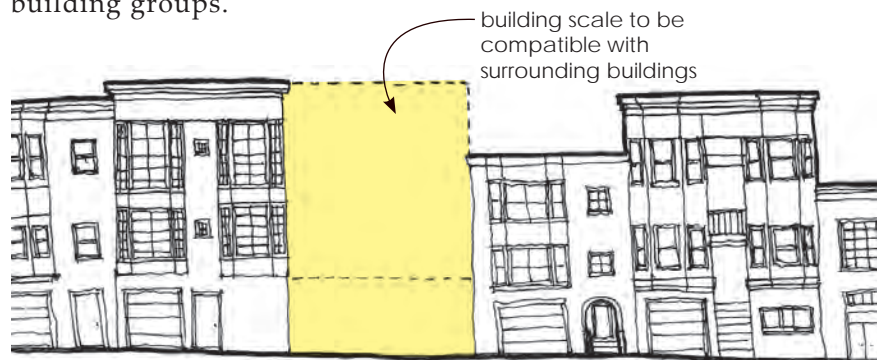 building groups.
building scale to be
compatible with
surrounding buildings